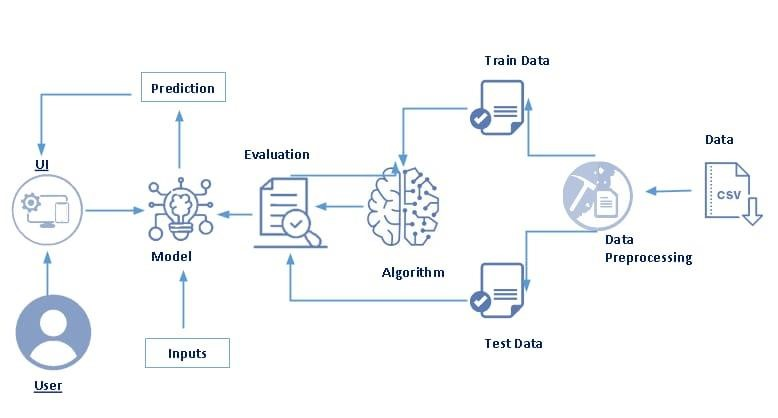 Train Data
Prediction
Data
Evaluation
UI
CSV
Model
Data
Preprocessing
Algorithm
Test Data
Inputs
User